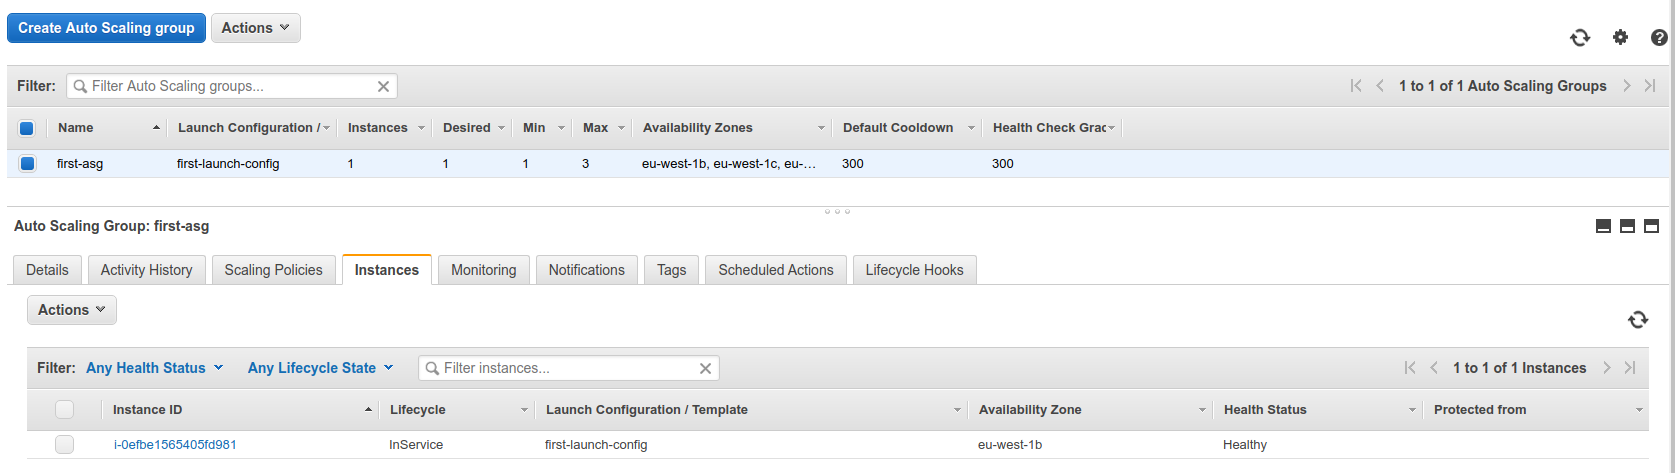 Create Auto Scaling group Actions
Filter: Filter Auto Scaling groups... 1 to 1 of 1 Auto Scaling Groups
Name Launch Configuration / Instances Desired Min Max Availability Zones Default Cooldown Health Check Grac
first-asg first-launch-config 1 1 1 3 eu-west-1b, eu-west-1c, eu-... 300 300
Auto Scaling Group: first-asg
Details Activity History Scaling Policies Instances Monitoring Notifications Tags Scheduled Actions Lifecycle Hooks
Actions
Filter: Any Health Status Any Lifecycle State Filter instances... 1 to 1 of 1 Instances
Instance ID Lifecycle Launch Configuration / Template Availability Zone Health Status Protected from
i-0efbe1565405fd981 InService first-launch-config eu-west-1b Healthy